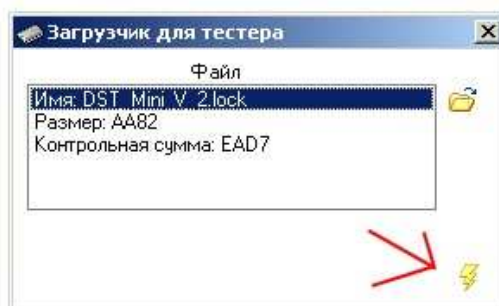 Загрузчик для тестера
Файл
Имя: DST_Mini_V_2.lock
Размер: AA82
Контрольная сумма: EAD7